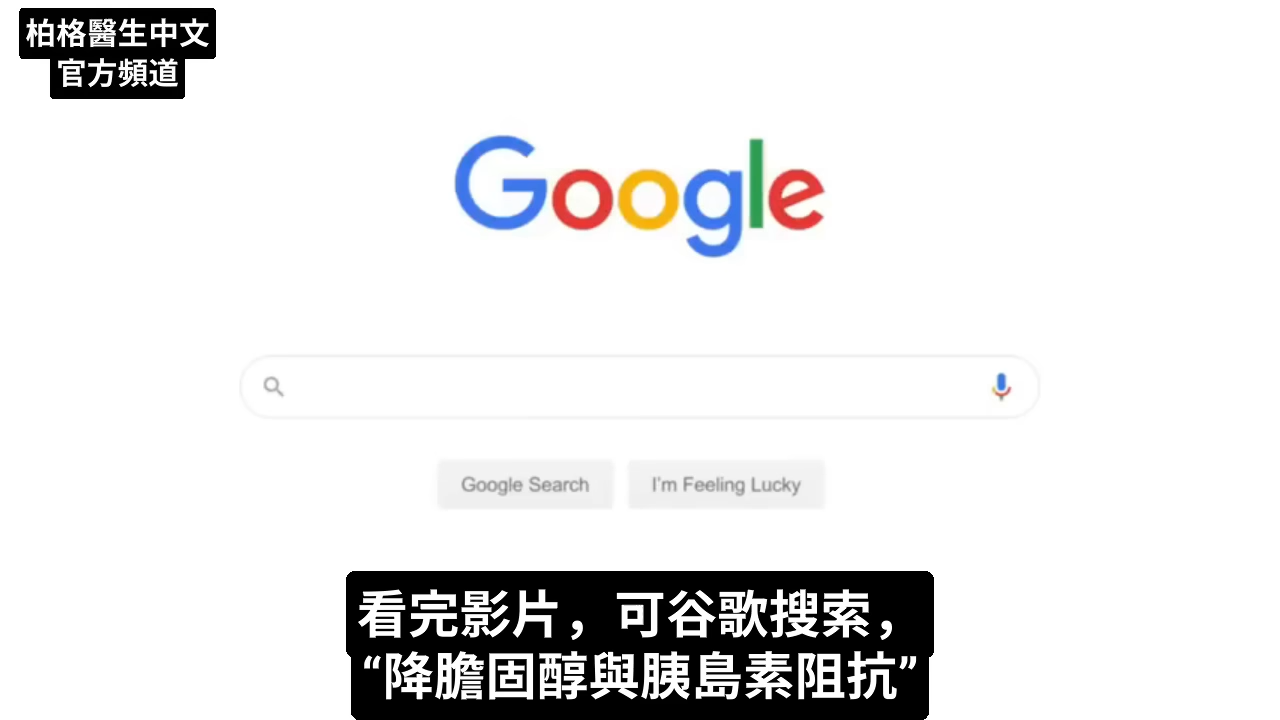 柏格醫生中文
官方頻道
Google
Google Search
I'm Feeling Lucky
看完影片，可谷歌搜索，
“降膽固醇與胰島素阻抗”